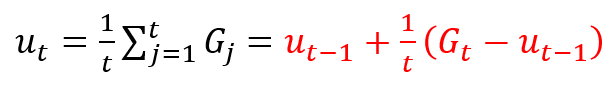 u_t = \frac{1}{t} \sum_{j=1}^{t} G_j = u_{t-1} + \frac{1}{t} (G_t - u_{t-1})